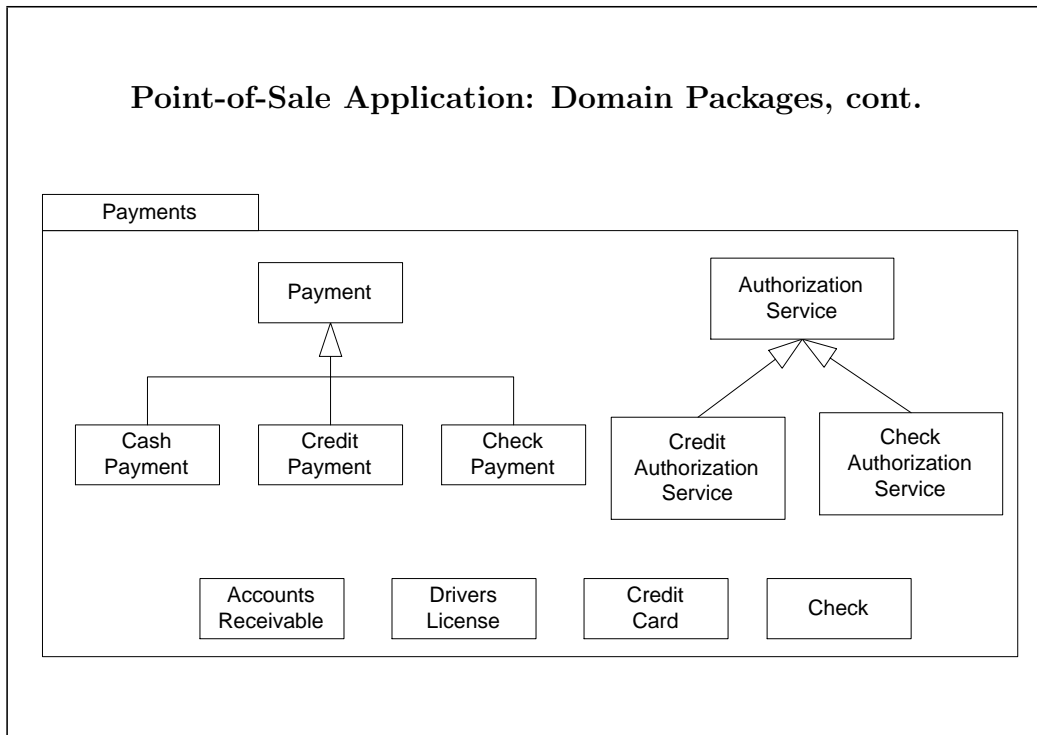 Point-of-Sale Application: Domain Packages, cont.
Payments
Payment
Authorization
Service
Cash
Payment
Credit
Payment
Check
Payment
Credit
Authorization
Service
Check
Authorization
Service
Accounts
Receivable
Drivers
License
Credit
Card
Check